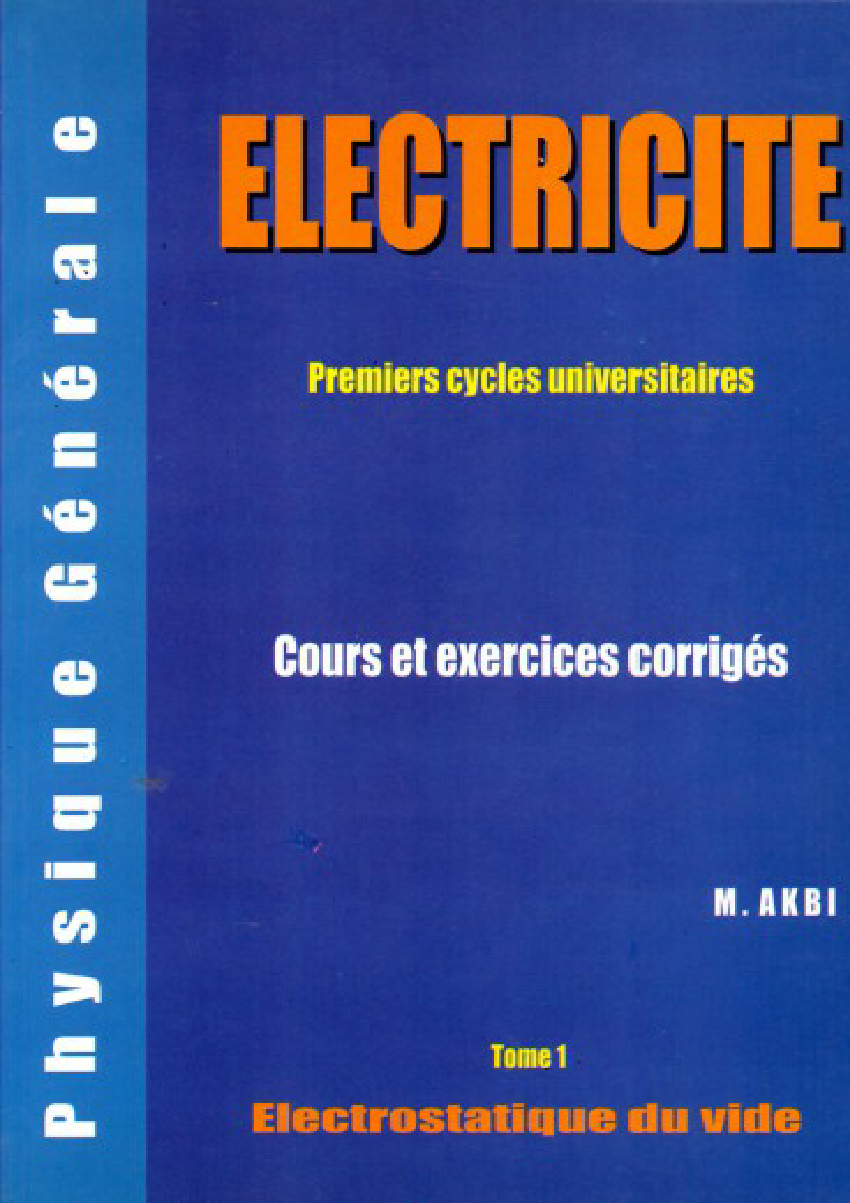 Physique Générale
ELECTRICITE
Premiers cycles universitaires
Cours et exercices corrigés
M. AKBI
Tome 1
Electrostatique du vide